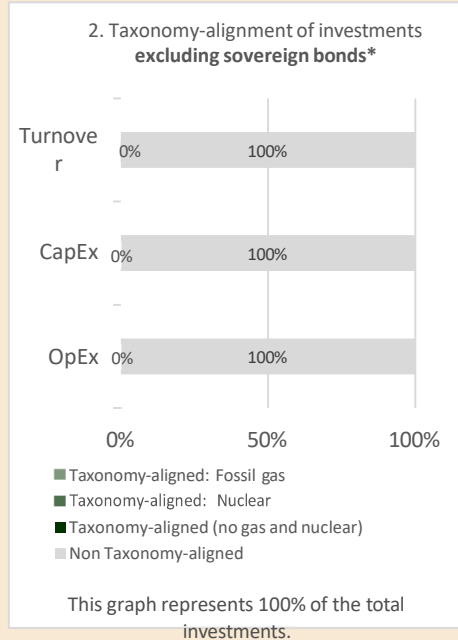 2. Taxonomy-alignment of investments
excluding sovereign bonds*
Turnove
r
0%
100%
CapEx
0%
100%
OpEx
0%
100%
0%
50%
100%
Taxonomy-aligned: Fossil gas
Taxonomy-aligned: Nuclear
Taxonomy-aligned (no gas and nuclear)
Non Taxonomy-aligned
This graph represents 100% of the total
investments.